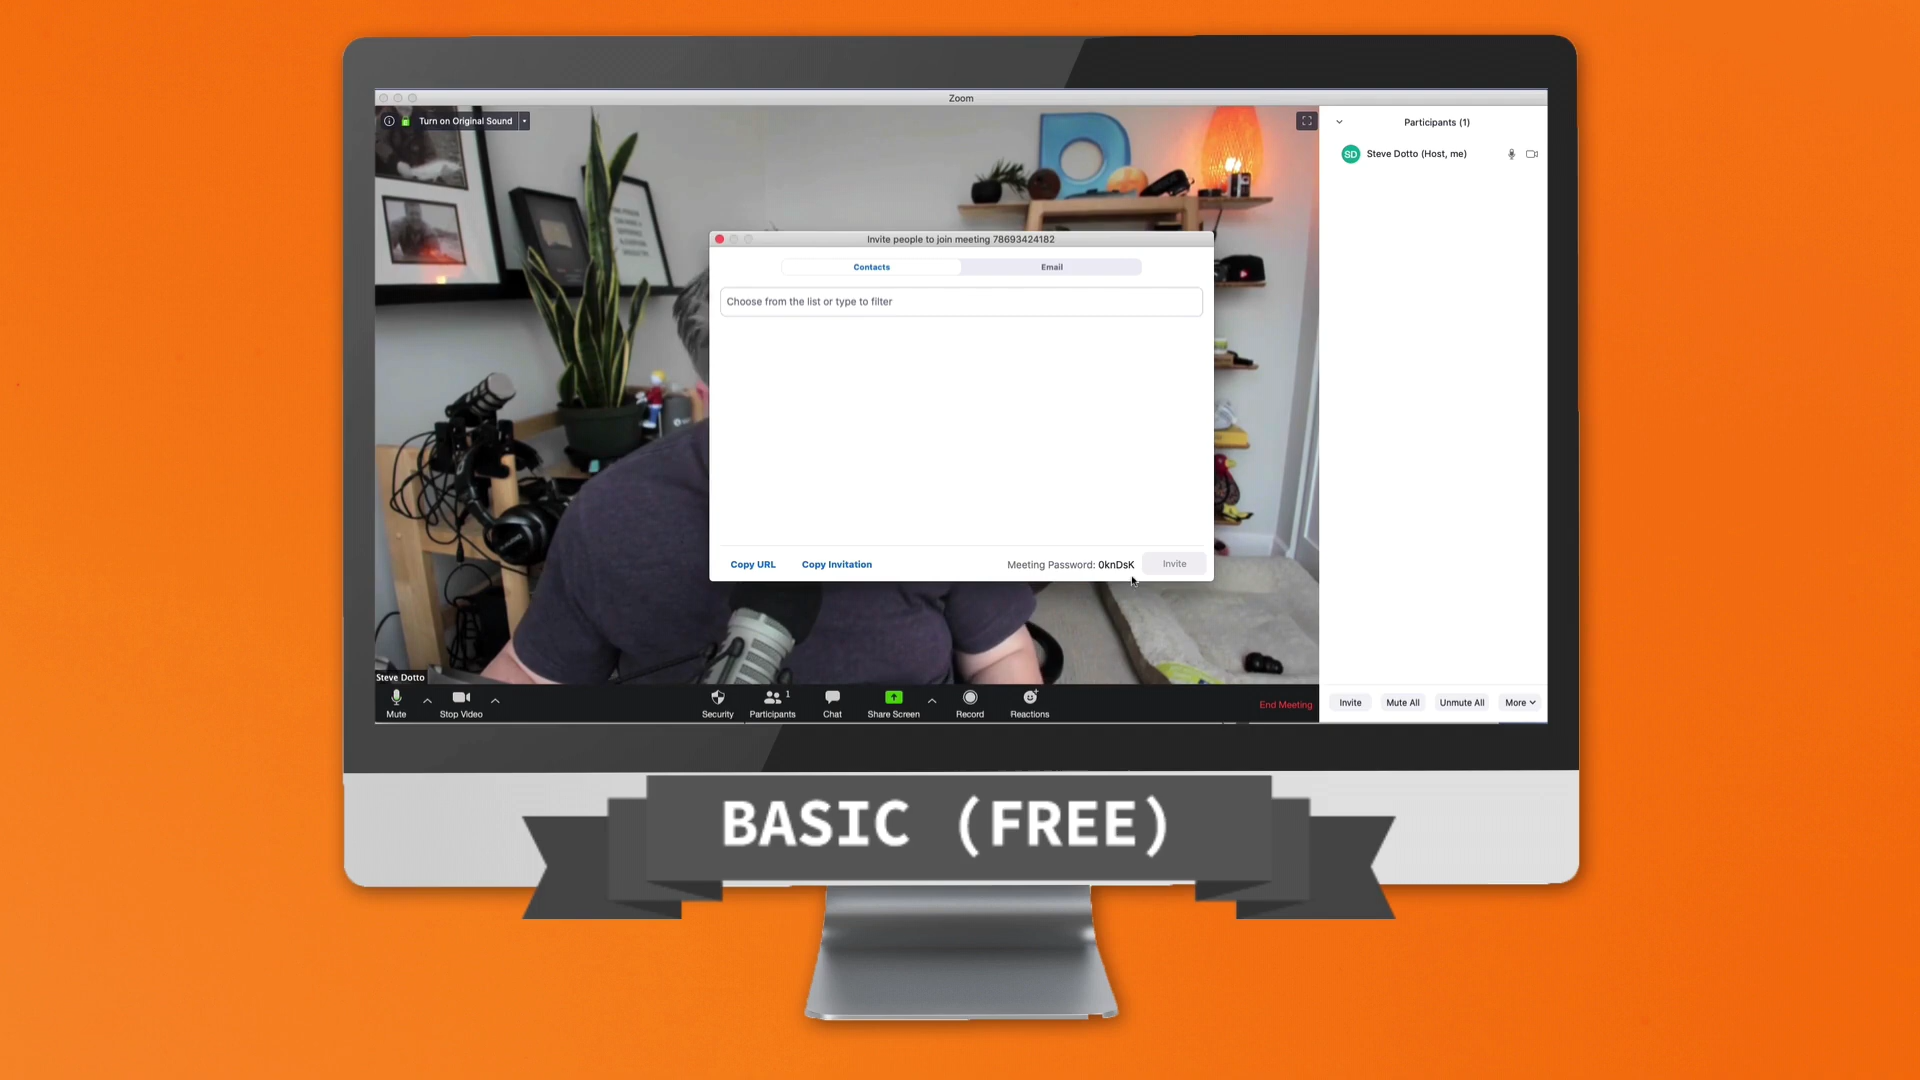 Zoom
Turn on Original Sound
Participants (1)
SD Steve Dotto (Host, me)
Invite people to join meeting 78693424182
Contacts Email
Choose from the list or type to filter
Copy URL Copy Invitation Meeting Password: 0knDsK Invite
Steve Dotto
Mute Stop Video Security Participants 1 Chat Share Screen Record Reactions End Meeting
Invite Mute All Unmute All More
BASIC (FREE)